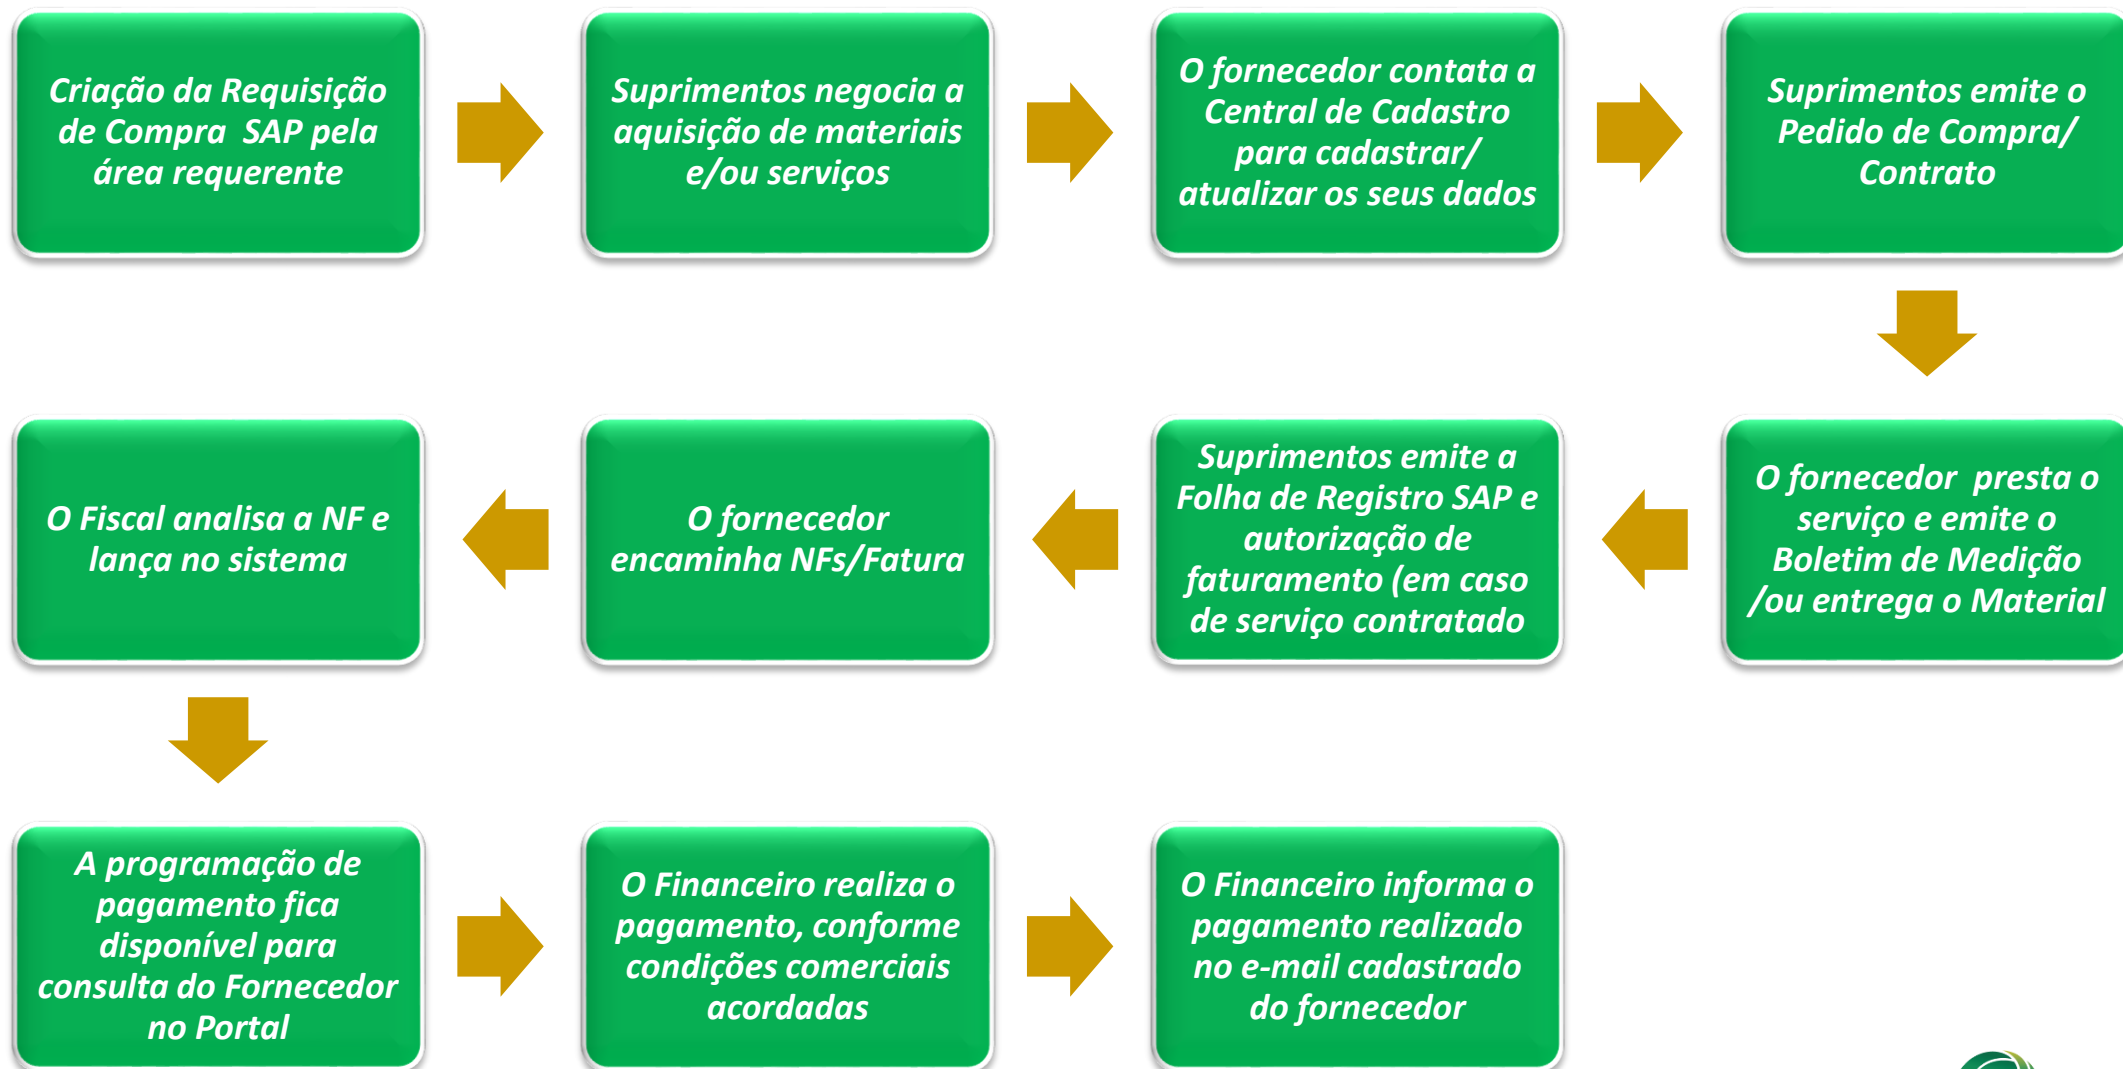 Criação da Requisição
de Compra  SAP pela
área requerente
Suprimentos negocia a
aquisição de materiais
e/ou serviços
O fornecedor contata a
Central de Cadastro
para cadastrar/
atualizar os seus dados
Suprimentos emite o
Pedido de Compra/
Contrato
O fornecedor  presta o
serviço e emite o
Boletim de Medição
/ou entrega o Material
Suprimentos emite a
Folha de Registro SAP e
autorização de
faturamento (em caso
de serviço contratado
O fornecedor
encaminha NFs/Fatura
O Fiscal analisa a NF e
lança no sistema
A programação de
pagamento fica
disponível para
consulta do Fornecedor
no Portal
O Financeiro realiza o
pagamento, conforme
condições comerciais
acordadas
O Financeiro informa o
pagamento realizado
no e-mail cadastrado
do fornecedor